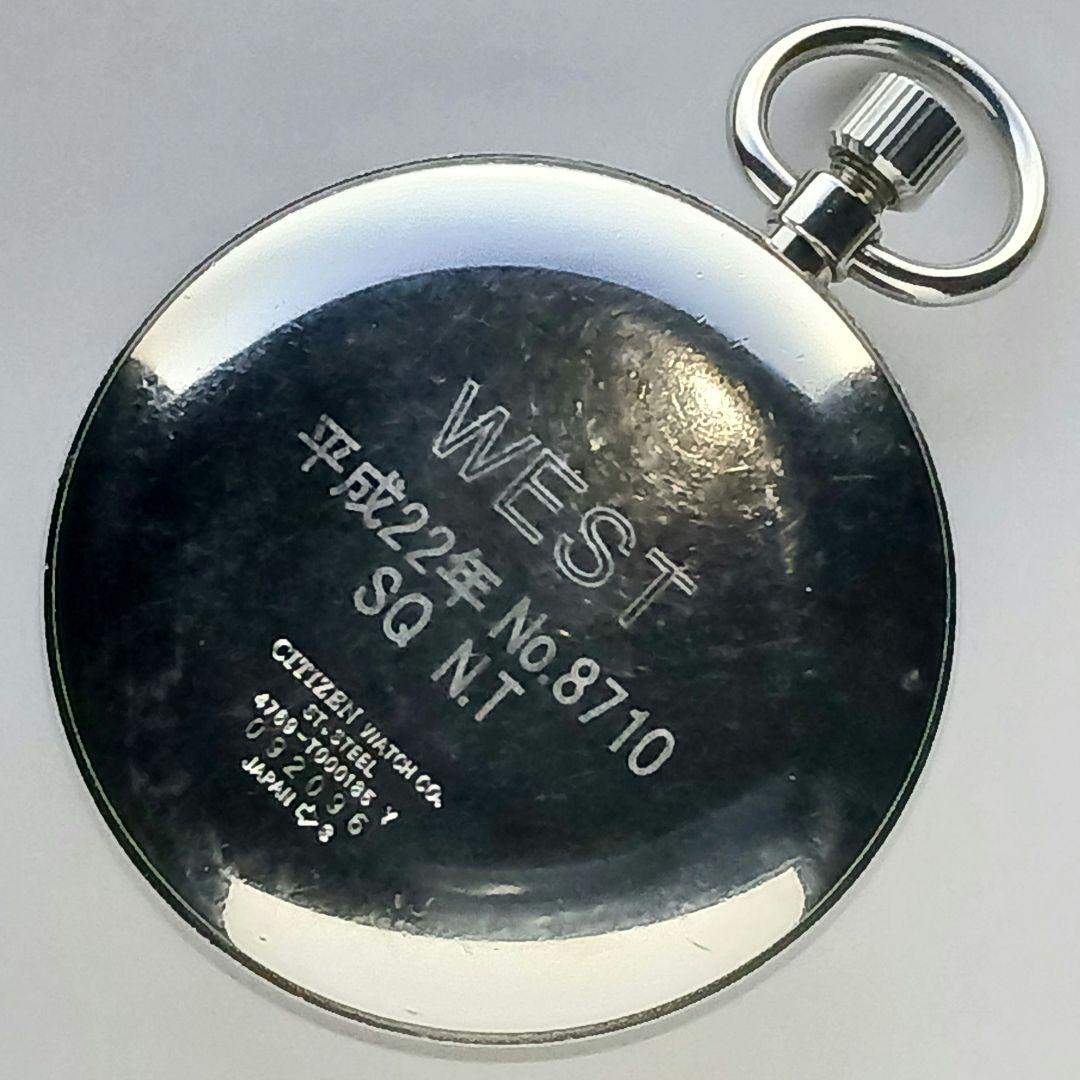 WEST
平成22年 No.8710
SQ N.T
CITIZEN WATCH CO.
ST. STEEL
4769-T000185 Y
092096
JAPAN